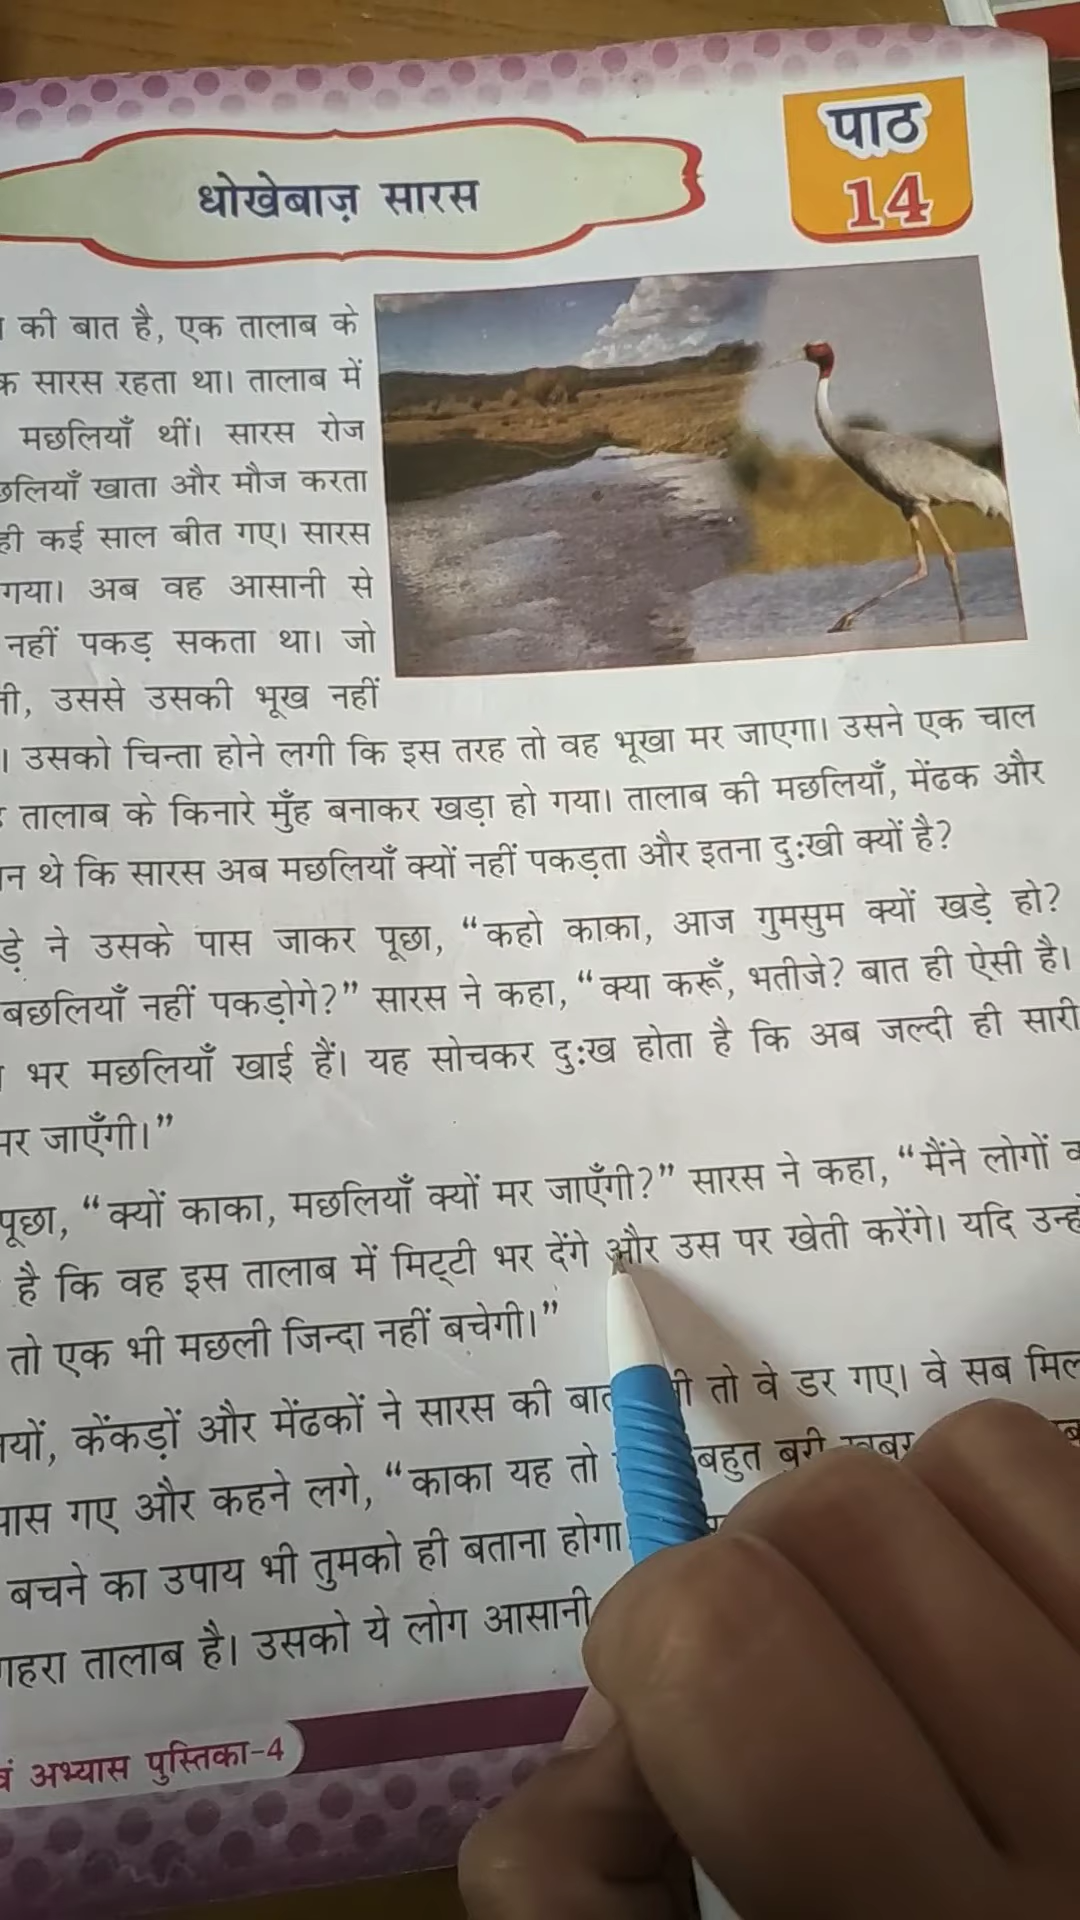 पाठ
14
धोखेबाज़ सारस
की बात है, एक तालाब के
सारस रहता था। तालाब में
मछलियाँ थीं। सारस रोज
खाता और मौज करता
कई साल बीत गए। सारस
गया। अब वह आसानी से
नहीं पकड़ सकता था। जो
उससे उसकी भूख नहीं
। उसको चिन्ता होने लगी कि इस तरह तो वह भूखा मर जाएगा। उसने एक चाल
तालाब के किनारे मुँह बनाकर खड़ा हो गया। तालाब की मछलियाँ, मेंढक और
थे कि सारस अब मछलियाँ क्यों नहीं पकड़ता और इतना दुःखी क्यों है?
ने उसके पास जाकर पूछा, “कहो काका, आज गुमसुम क्यों खड़े हो?
बछलियाँ नहीं पकड़ोगे?” सारस ने कहा, “क्या करूँ, भतीजे? बात ही ऐसी है।
भर मछलियाँ खाई हैं। यह सोचकर दुःख होता है कि अब जल्दी ही सारी
जाएँगी।”
पूछा, “क्यों काका, मछलियाँ क्यों मर जाएँगी?” सारस ने कहा, “मैंने लोगों
है कि वह इस तालाब में मिट्टी भर देंगे और उस पर खेती करेंगे। यदि
तो एक भी मछली जिन्दा नहीं बचेगी।”
केंकड़ों और मेंढकों ने सारस की तो वे डर गए। वे सब
गए और कहने लगे, “काका यह तो बहुत बुरी खबर
बचने का उपाय भी तुमको ही बताना होगा
गहरा तालाब है। उसको ये लोग आसानी
अभ्यास पुस्तिका-4